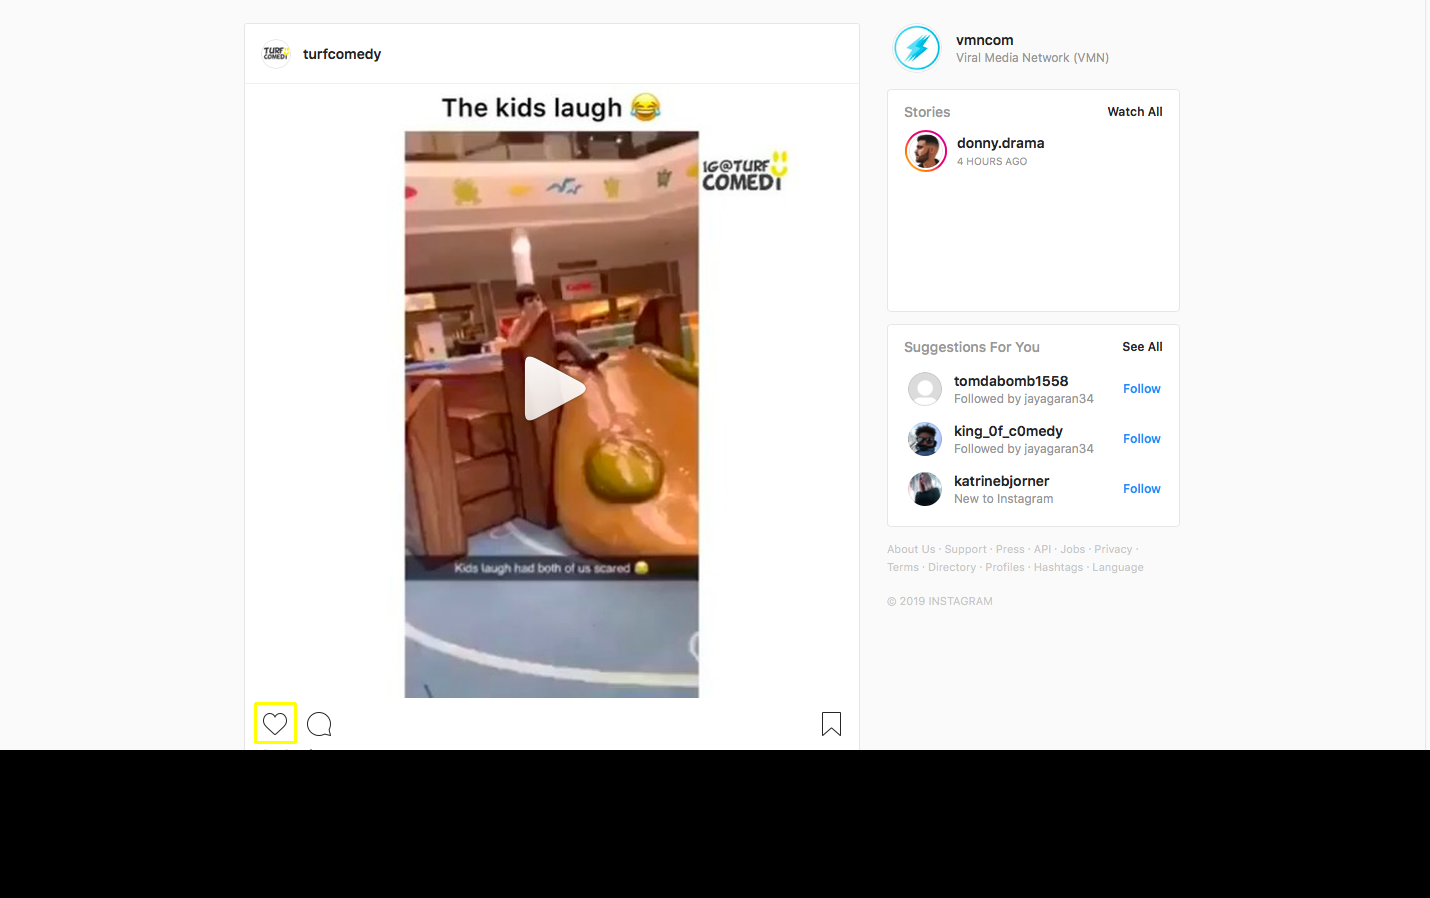 TURF
COMEDI
turfcomedy
The kids laugh 😂
IG@TURF
COMEDI
Kids laugh had both of us scared 😂
vmncom
Viral Media Network (VMN)
Stories
Watch All
donny.drama
4 HOURS AGO
Suggestions For You
See All
tomdabomb1558
Followed by jayagaran34
Follow
king_0f_c0medy
Followed by jayagaran34
Follow
katrinebjorner
New to Instagram
Follow
About Us · Support · Press · API · Jobs · Privacy ·
Terms · Directory · Profiles · Hashtags · Language
© 2019 INSTAGRAM